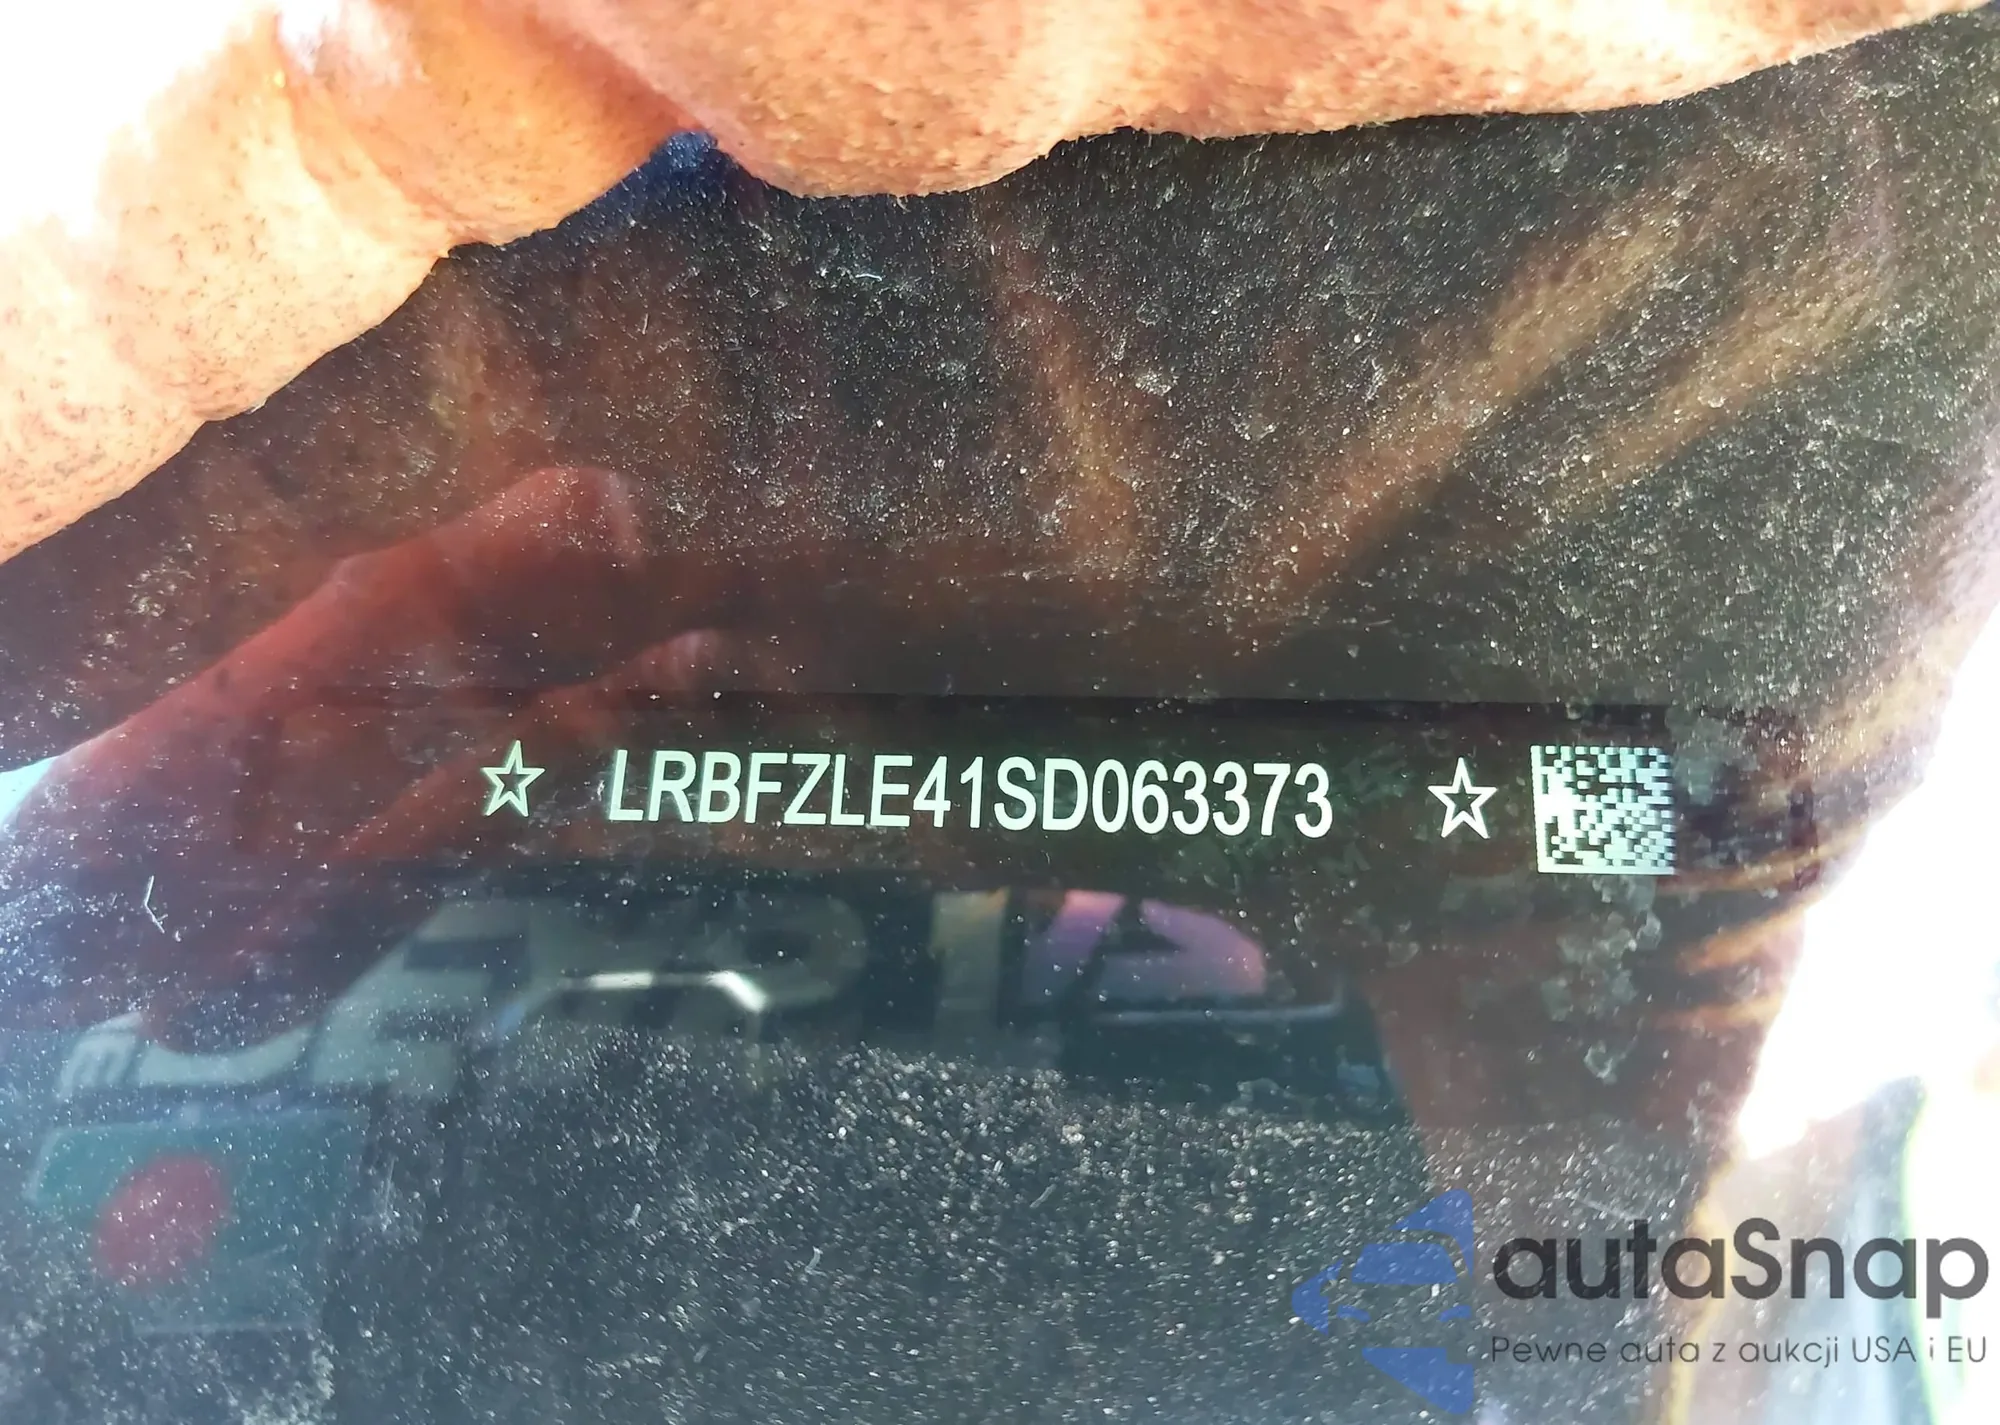 ☆ LRBFZLE41SD063373 ☆
autaSnap
Pewne auta z aukcji USA i EU